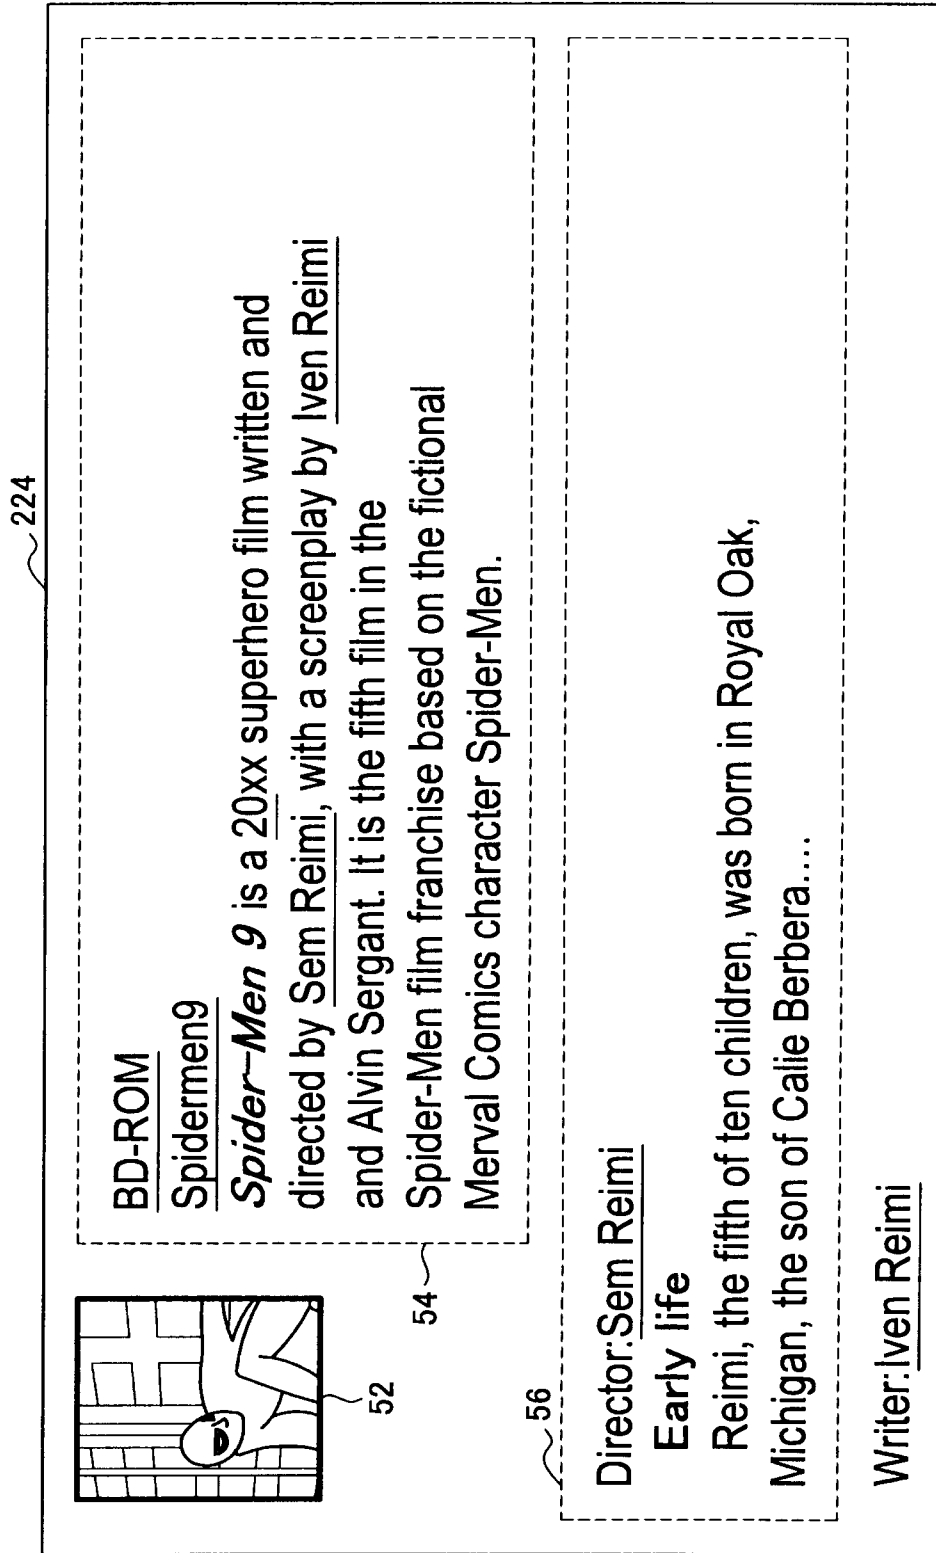 224
52
54
BD-ROM
Spidermen9
Spider-Men 9 is a 20xx superhero film written and
directed by Sem Reimi, with a screenplay by Iven Reimi
and Alvin Sergant. It is the fifth film in the
Spider-Men film franchise based on the fictional
Merval Comics character Spider-Men.
56
Director:Sem Reimi
Early life
Reimi, the fifth of ten children, was born in Royal Oak,
Michigan, the son of Calie Berbera....
Writer:Iven Reimi